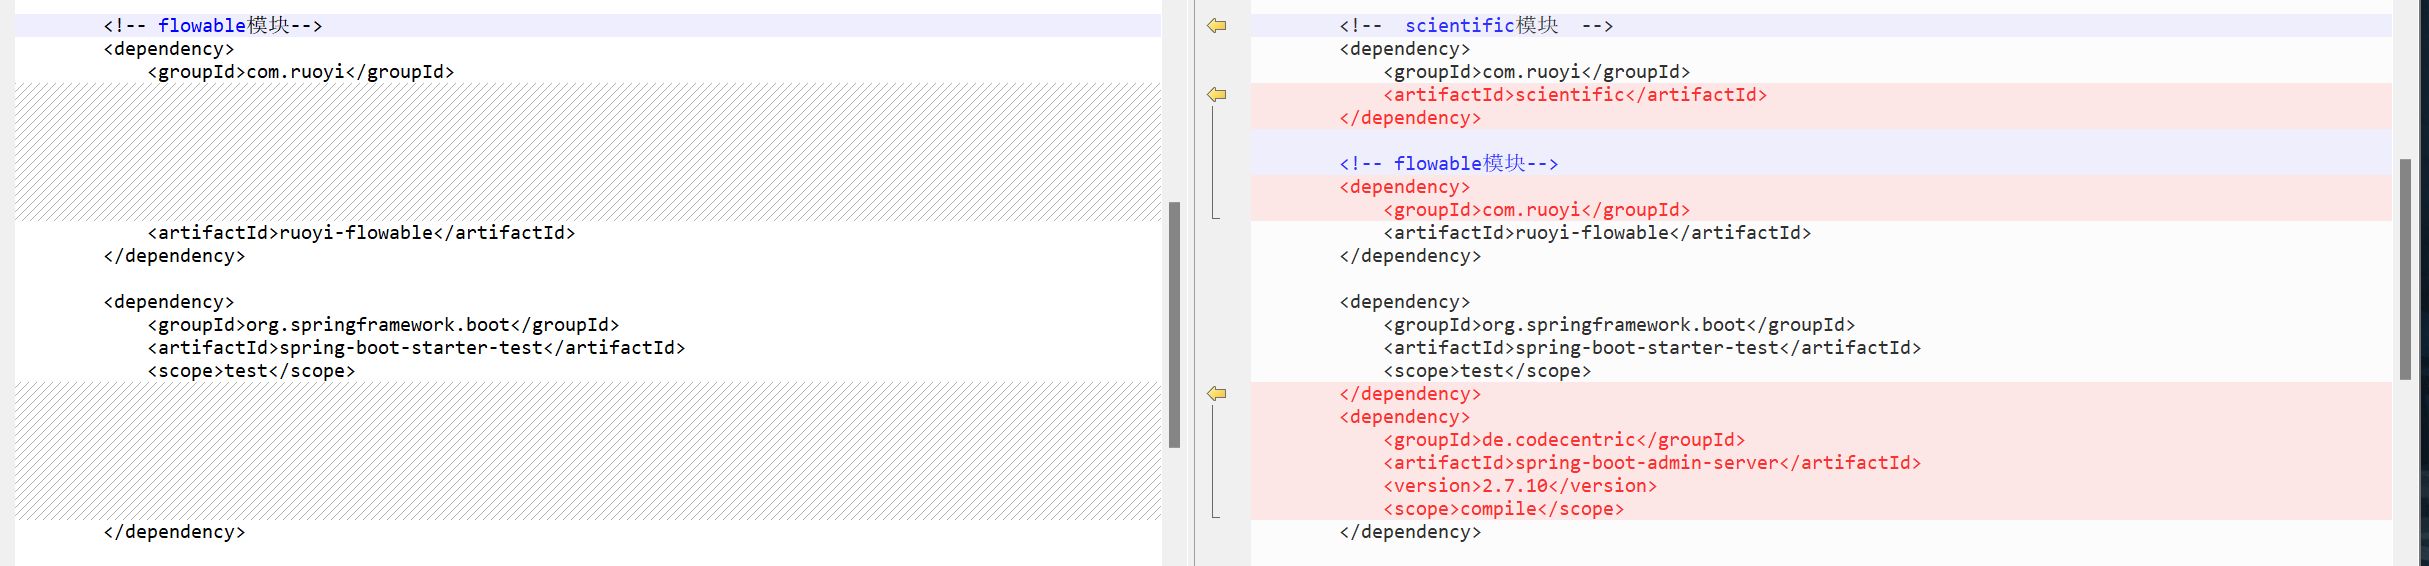 <!-- flowable模块-->
<dependency>
<groupId>com.ruoyi</groupId>
<artifactId>ruoyi-flowable</artifactId>
</dependency>
<dependency>
<groupId>org.springframework.boot</groupId>
<artifactId>spring-boot-starter-test</artifactId>
<scope>test</scope>
</dependency>
<!--  scientific模块  -->
<dependency>
<groupId>com.ruoyi</groupId>
<artifactId>scientific</artifactId>
</dependency>
<!-- flowable模块-->
<dependency>
<groupId>com.ruoyi</groupId>
<artifactId>ruoyi-flowable</artifactId>
</dependency>
<dependency>
<groupId>org.springframework.boot</groupId>
<artifactId>spring-boot-starter-test</artifactId>
<scope>test</scope>
</dependency>
<dependency>
<groupId>de.codecentric</groupId>
<artifactId>spring-boot-admin-server</artifactId>
<version>2.7.10</version>
<scope>compile</scope>
</dependency>